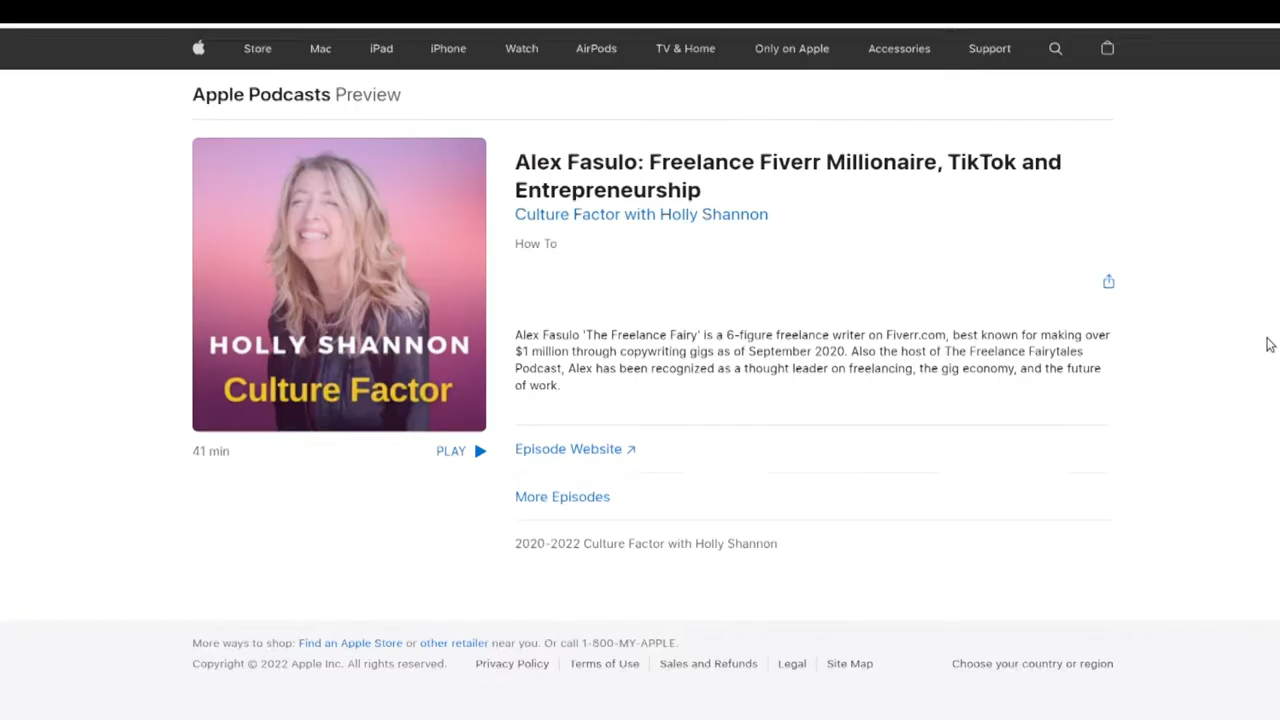 Store Mac iPad iPhone Watch AirPods TV & Home Only on Apple Accessories Support
Apple Podcasts Preview
HOLLY SHANNON
Culture Factor
41 min PLAY
Alex Fasulo: Freelance Fiverr Millionaire, TikTok and
Entrepreneurship
Culture Factor with Holly Shannon
How To
Alex Fasulo 'The Freelance Fairy' is a 6-figure freelance writer on Fiverr.com, best known for making over
$1 million through copywriting gigs as of September 2020. Also the host of The Freelance Fairytales
Podcast, Alex has been recognized as a thought leader on freelancing, the gig economy, and the future
of work.
Episode Website ↗
More Episodes
2020-2022 Culture Factor with Holly Shannon
More ways to shop: Find an Apple Store or other retailer near you. Or call 1-800-MY-APPLE.
Copyright © 2022 Apple Inc. All rights reserved. Privacy Policy Terms of Use Sales and Refunds Legal Site Map Choose your country or region